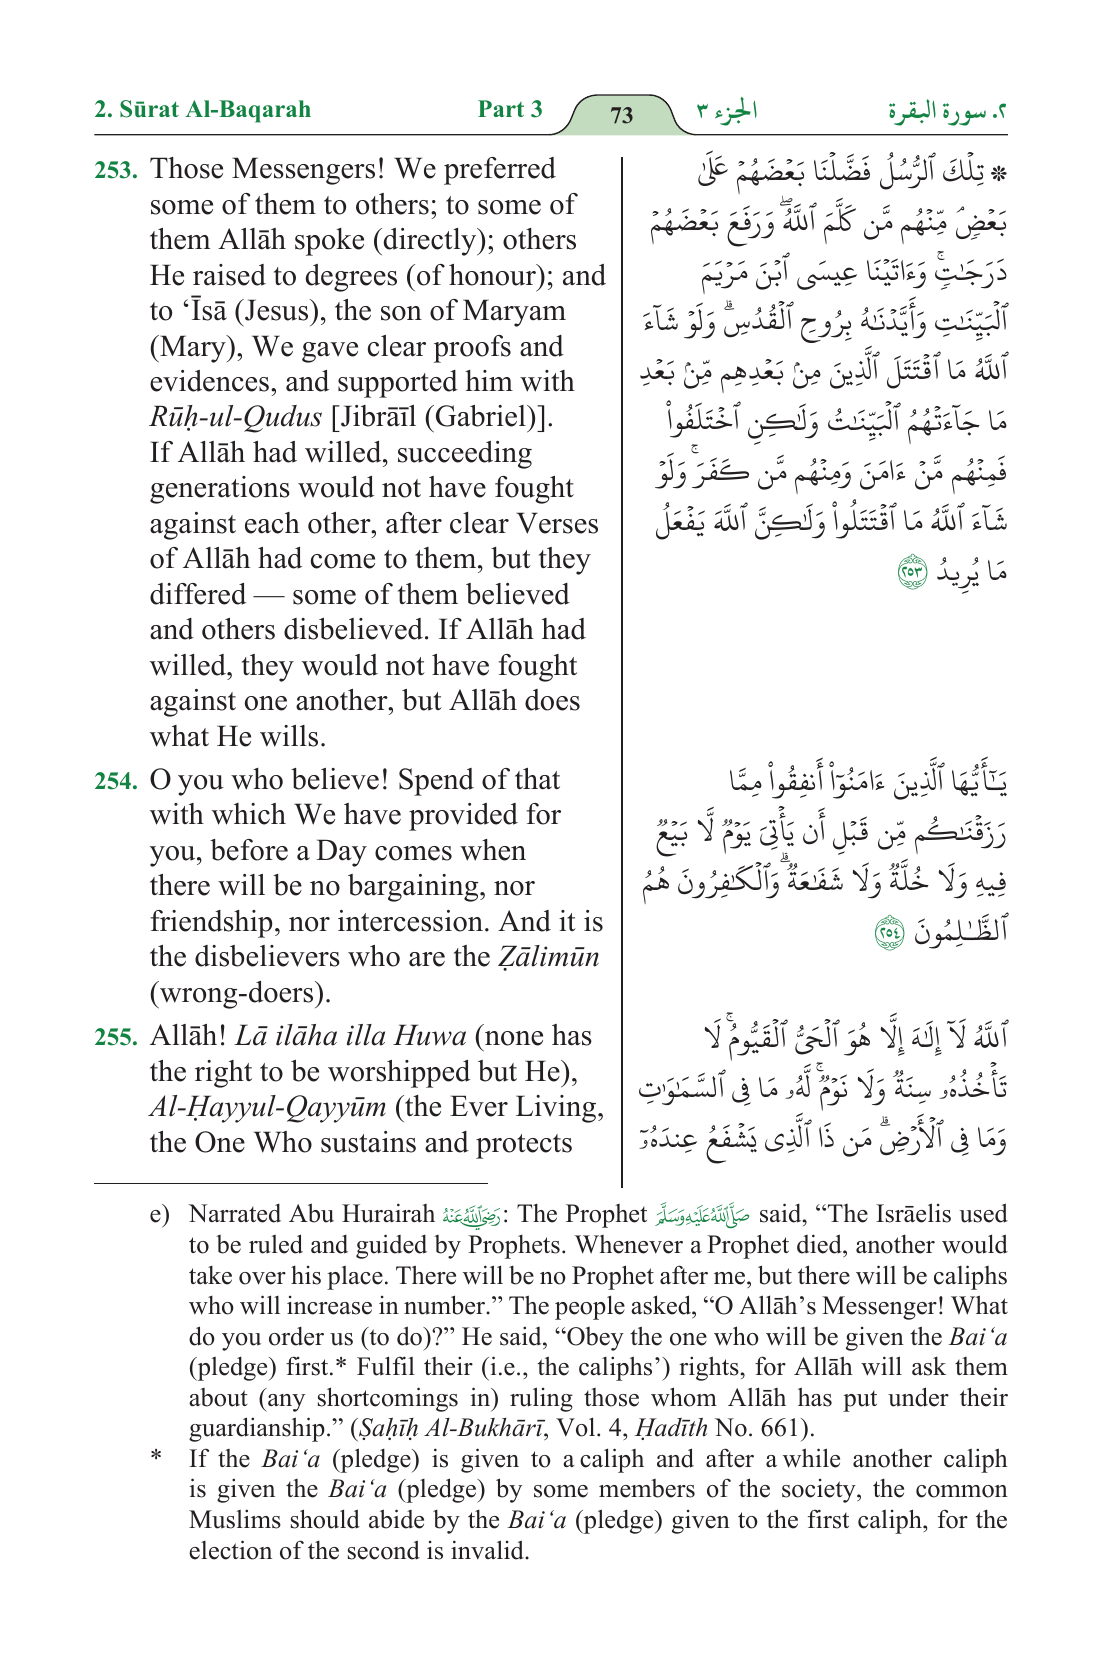 2. Sūrat Al-Baqarah Part 3 73 الجزء ٣ ٢. سورة البقرة
253. Those Messengers! We preferred
some of them to others; to some of
them Allāh spoke (directly); others
He raised to degrees (of honour); and
to ‘Īsā (Jesus), the son of Maryam
(Mary), We gave clear proofs and
evidences, and supported him with
Rūḥ-ul-Qudus [Jibrāīl (Gabriel)].
If Allāh had willed, succeeding
generations would not have fought
against each other, after clear Verses
of Allāh had come to them, but they
differed — some of them believed
and others disbelieved. If Allāh had
willed, they would not have fought
against one another, but Allāh does
what He wills.
۞ تِلْكَ ٱلرُّسُلُ فَضَّلْنَا بَعْضَهُمْ عَلَىٰ
بَعْضٍۘ مِّنْهُم مَّن كَلَّمَ ٱللَّهُۖ وَرَفَعَ بَعْضَهُمْ
دَرَجَـٰتٍۚ وَءَاتَيْنَا عِيسَى ٱبْنَ مَرْيَمَ
ٱلْبَيِّنَـٰتِ وَأَيَّدْنَـٰهُ بِرُوحِ ٱلْقُدُسِۗ وَلَوْ شَآءَ
ٱللَّهُ مَا ٱقْتَتَلَ ٱلَّذِينَ مِنۢ بَعْدِهِم مِّنۢ بَعْدِ
مَا جَآءَتْهُمُ ٱلْبَيِّنَـٰتُ وَلَـٰكِنِ ٱخْتَلَفُوا۟
فَمِنْهُم مَّنْ ءَامَنَ وَمِنْهُم مَّن كَفَرَۚ وَلَوْ
شَآءَ ٱللَّهُ مَا ٱقْتَتَلُوا۟ وَلَـٰكِنَّ ٱللَّهَ يَفْعَلُ
مَا يُرِيدُ ٢٥٣
254. O you who believe! Spend of that
with which We have provided for
you, before a Day comes when
there will be no bargaining, nor
friendship, nor intercession. And it is
the disbelievers who are the Ẓālimūn
(wrong-doers).
يَـٰٓأَيُّهَا ٱلَّذِينَ ءَامَنُوٓا۟ أَنفِقُوا۟ مِمَّا
رَزَقْنَـٰكُم مِّن قَبْلِ أَن يَأْتِىَ يَوْمٌ لَّا بَيْعٌ
فِيهِ وَلَا خُلَّةٌ وَلَا شَفَـٰعَةٌۗ وَٱلْكَـٰفِرُونَ هُمُ
ٱلظَّـٰلِمُونَ ٢٥٤
255. Allāh! Lā ilāha illa Huwa (none has
the right to be worshipped but He),
Al-Ḥayyul-Qayyūm (the Ever Living,
the One Who sustains and protects
ٱللَّهُ لَآ إِلَـٰهَ إِلَّا هُوَ ٱلْحَىُّ ٱلْقَيُّومُۚ لَا
تَأْخُذُهُۥ سِنَةٌ وَلَا نَوْمٌۚ لَّهُۥ مَا فِى ٱلسَّمَـٰوَٰتِ
وَمَا فِى ٱلْأَرْضِۗ مَن ذَا ٱلَّذِى يَشْفَعُ عِندَهُۥٓ
e) Narrated Abu Hurairah رَضِيَ اللَّهُ عَنْهُ: The Prophet صَلَّى اللَّهُ عَلَيْهِ وَسَلَّمَ said, “The Isrāelis used
to be ruled and guided by Prophets. Whenever a Prophet died, another would
take over his place. There will be no Prophet after me, but there will be caliphs
who will increase in number.” The people asked, “O Allāh’s Messenger! What
do you order us (to do)?” He said, “Obey the one who will be given the Bai‘a
(pledge) first.* Fulfil their (i.e., the caliphs’) rights, for Allāh will ask them
about (any shortcomings in) ruling those whom Allāh has put under their
guardianship.” (Ṣaḥīḥ Al-Bukhārī, Vol. 4, Ḥadīth No. 661).
* If the Bai‘a (pledge) is given to a caliph and after a while another caliph
is given the Bai‘a (pledge) by some members of the society, the common
Muslims should abide by the Bai‘a (pledge) given to the first caliph, for the
election of the second is invalid.